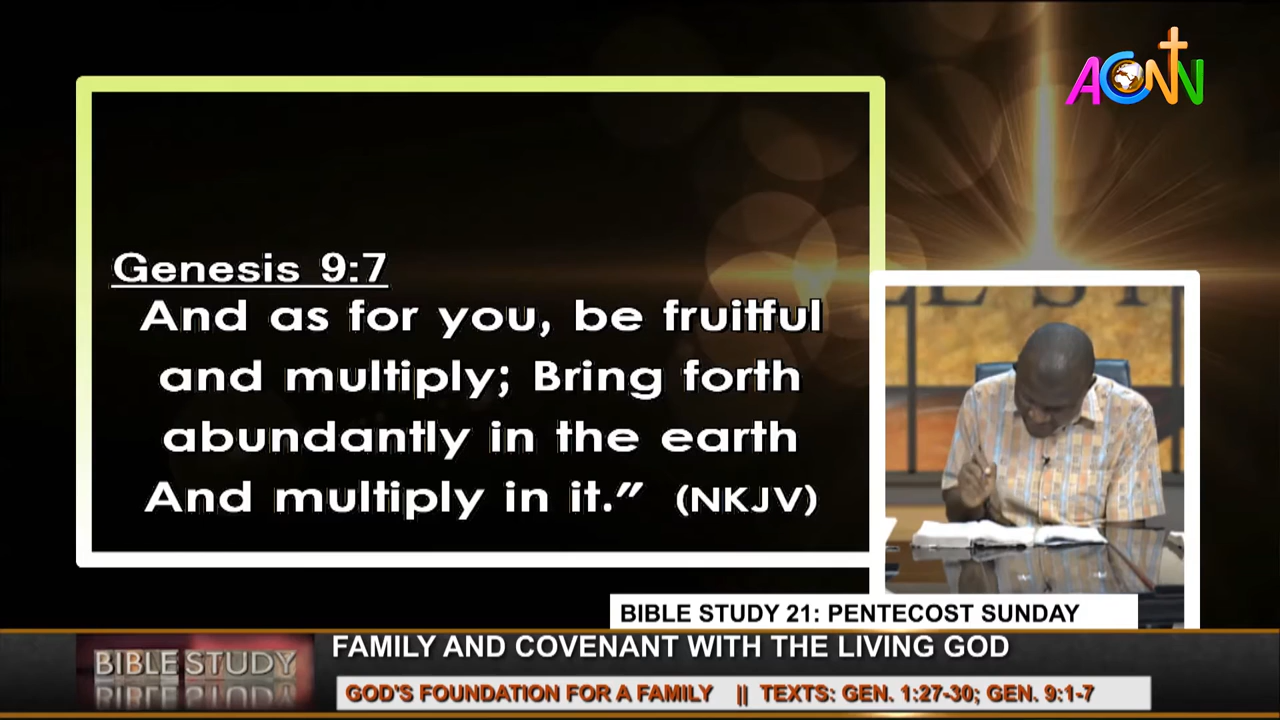 ACNN
Genesis 9:7
And as for you, be fruitful
and multiply; Bring forth
abundantly in the earth
And multiply in it.” (NKJV)
BIBLE STUDY 21: PENTECOST SUNDAY
FAMILY AND COVENANT WITH THE LIVING GOD
BIBLE STUDY
GOD'S FOUNDATION FOR A FAMILY || TEXTS: GEN. 1:27-30; GEN. 9:1-7